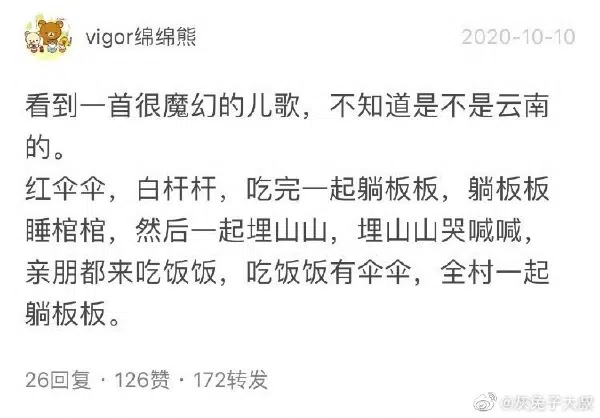 vigor绵绵熊
2020-10-10
看到一首很魔幻的儿歌，不知道是不是云南
的。
红伞伞，白杆杆，吃完一起躺板板，躺板板
睡棺棺，然后一起埋山山，埋山山哭喊喊，
亲朋都来吃饭饭，吃饭饭有伞伞，全村一起
躺板板。
26回复·126赞·172转发
@灰兔子大叔